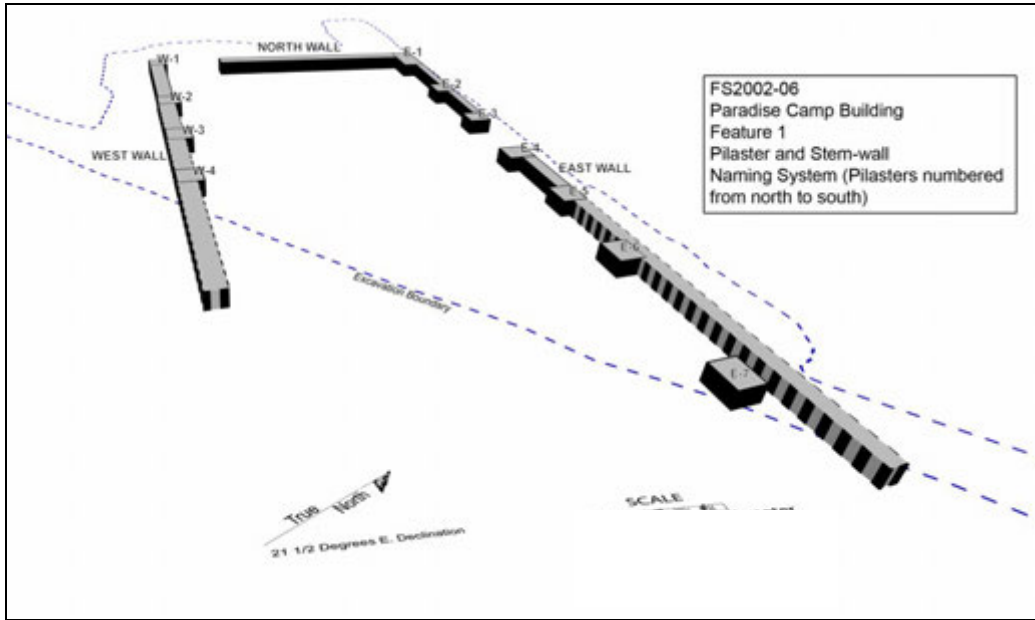 NORTH WALL
W-1
E-1
W-2
E-2
W-3
E-3
WEST WALL
W-4
E-4
EAST WALL
E-5
E-6
E-7
Excavation Boundary
FS2002-06
Paradise Camp Building
Feature 1
Pilaster and Stem-wall
Naming System (Pilasters numbered
from north to south)
True North
21 1/2 Degrees E. Declination
SCALE